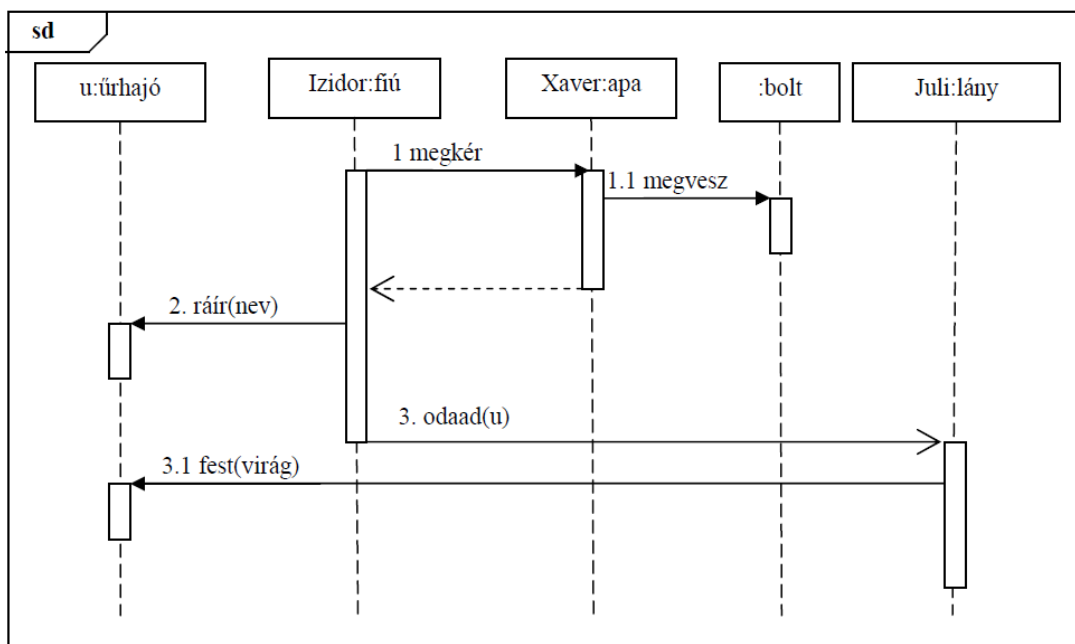 sd
u:űrhajó
Izidor:fiú
Xaver:apa
:bolt
Juli:lány
1 megkér
1.1 megvesz
2. ráír(nev)
3. odaad(u)
3.1 fest(virág)